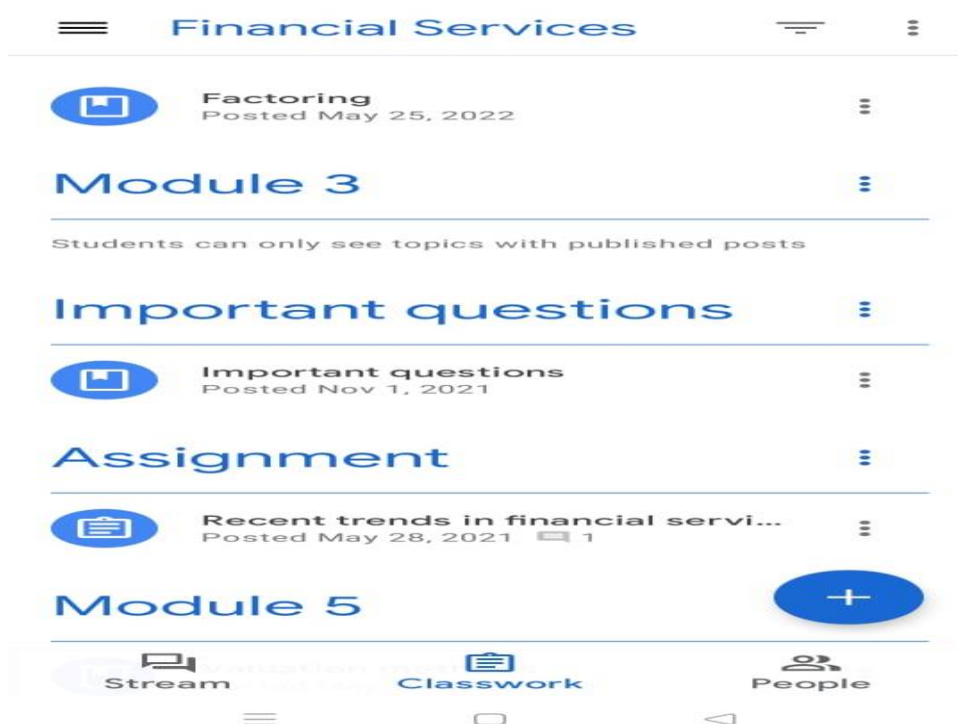 Financial Services
Factoring
Posted May 25, 2022
Module 3
Students can only see topics with published posts
Important questions
Important questions
Posted Nov 1, 2021
Assignment
Recent trends in financial servi...
Posted May 28, 2021 1
Module 5
Stream
Classwork
People